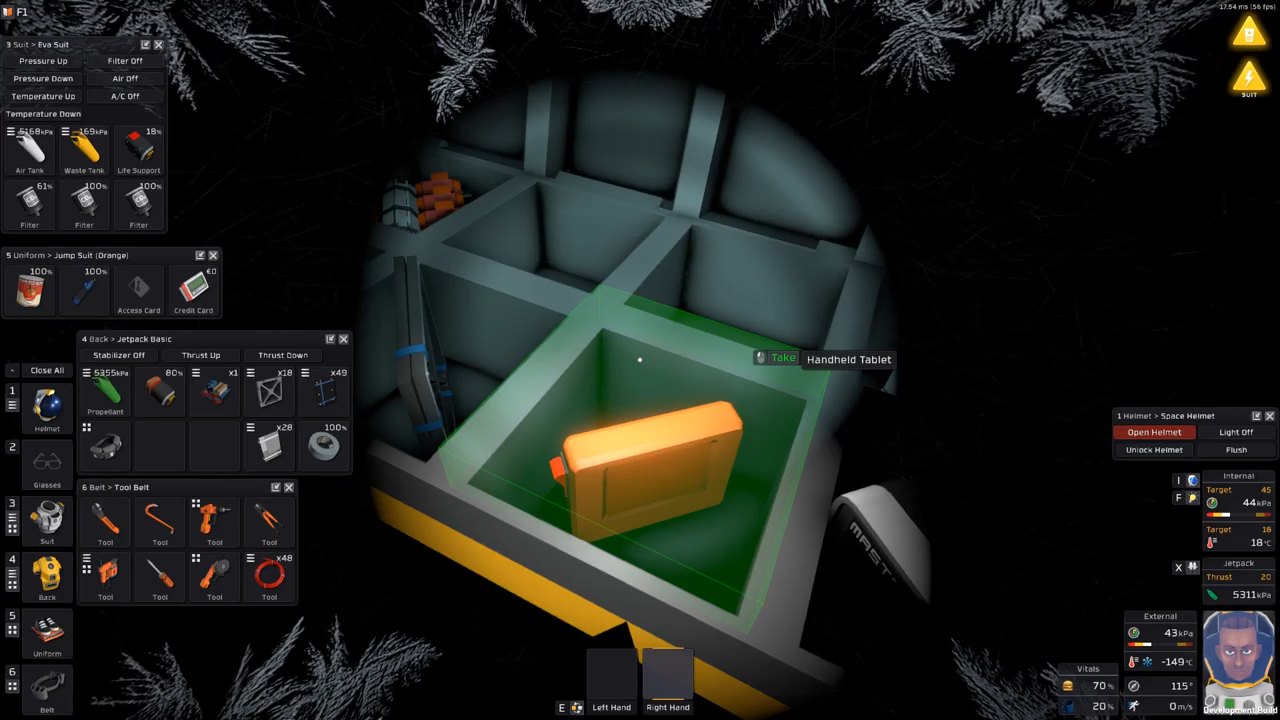 F1
17.54 ms (56 fps)
3 Suit > Eva Suit
Pressure Up Filter Off
Pressure Down Air Off
Temperature Up A/C Off
Temperature Down
5168kPa 169kPa 18%
Air Tank Waste Tank Life Support
61% 100% 100%
Filter Filter Filter
SUIT
5 Uniform > Jump Suit (Orange)
100% 100% €0
Access Card Credit Card
4 Back > Jetpack Basic
Stabilizer Off Thrust Up Thrust Down
5355kPa 80% x1 x18 x49
Propellant
x28 100%
6 Belt > Tool Belt
Tool Tool Tool Tool
x48
Tool Tool Tool Tool
~ Close All
1 Helmet
2 Glasses
3 Suit
4 Back
5 Uniform
6 Belt
Take Handheld Tablet
MAST
E Left Hand Right Hand
1 Helmet > Space Helmet
Open Helmet Light Off
Unlock Helmet Flush
Internal
I Target 45
F 44 kPa
Target 18
18°C
X Jetpack
Thrust 20
5311kPa
External
43kPa
-149°C
115°
0 m/s
Vitals
70 %
20 %
Development Build